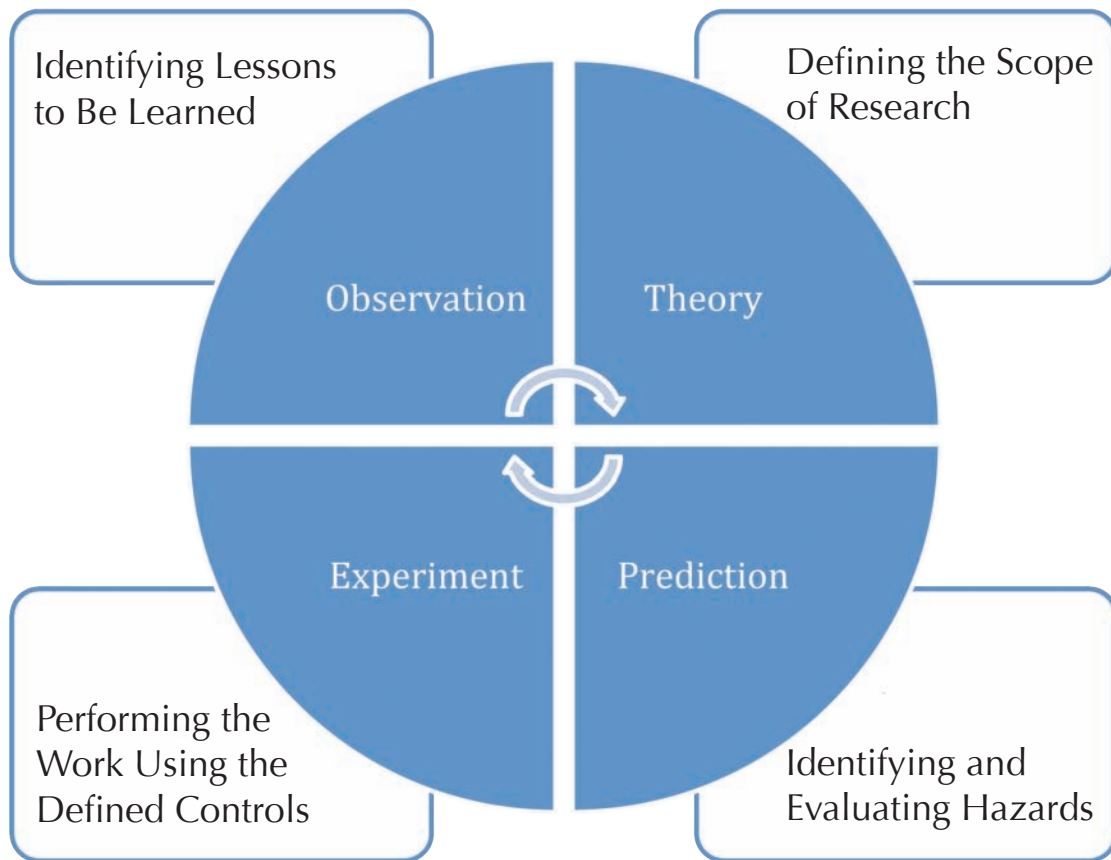 Identifying Lessons
to Be Learned
Defining the Scope
of Research
Observation
Theory
Experiment
Prediction
Performing the
Work Using the
Defined Controls
Identifying and
Evaluating Hazards